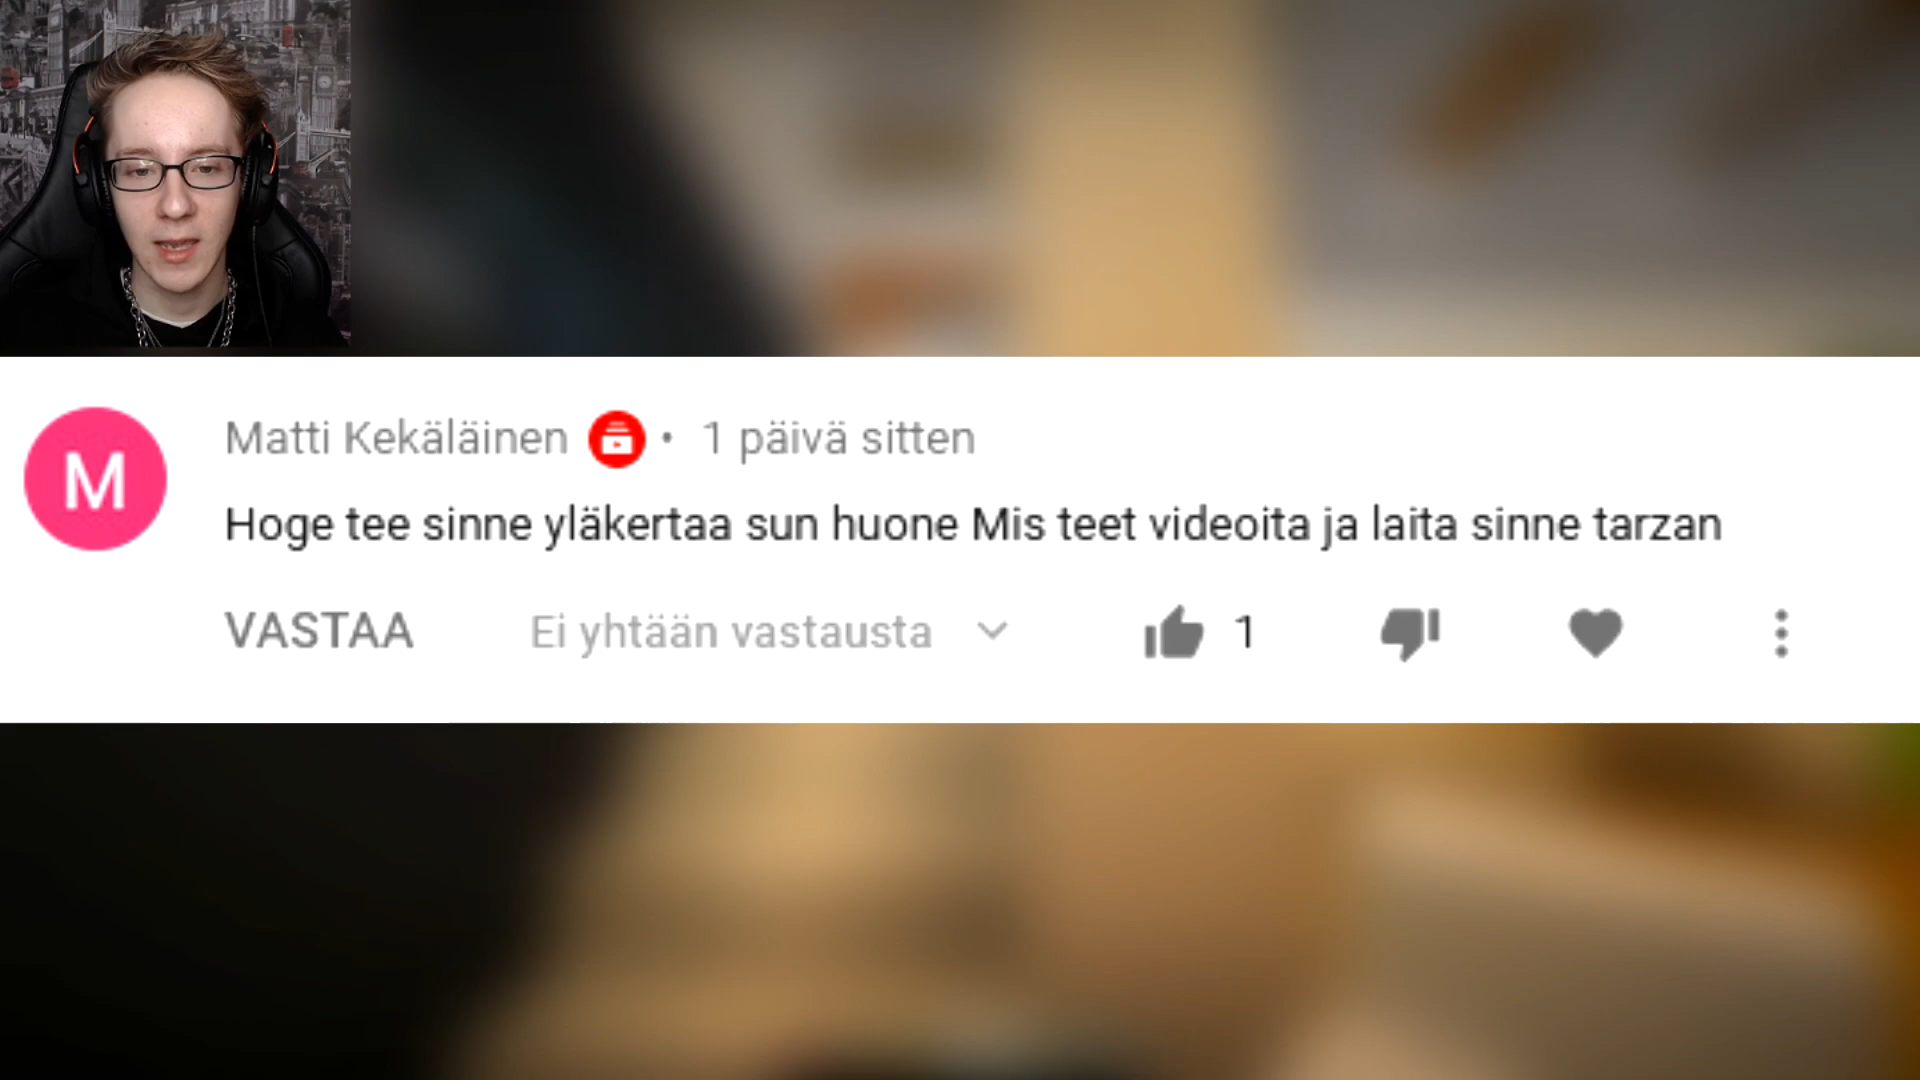 M
Matti Kekäläinen • 1 päivä sitten
Hoge tee sinne yläkertaa sun huone Mis teet videoita ja laita sinne tarzan
VASTAA Ei yhtään vastausta 1